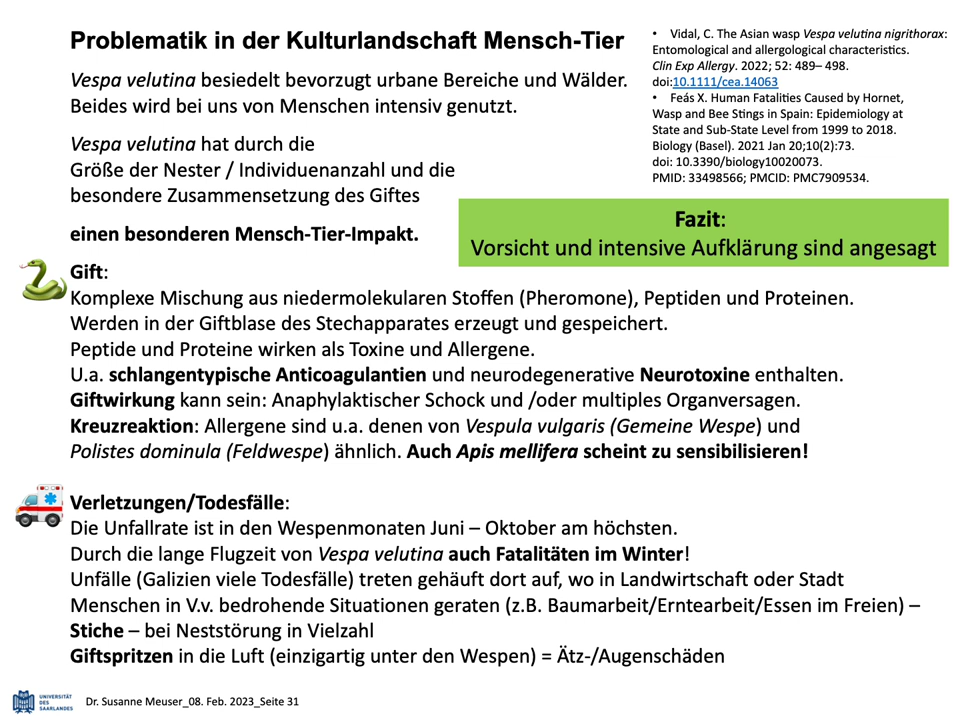 Problematik in der Kulturlandschaft Mensch-Tier
Vespa velutina besiedelt bevorzugt urbane Bereiche und Wälder.
Beides wird bei uns von Menschen intensiv genutzt.
Vespa velutina hat durch die
Größe der Nester / Individuenanzahl und die
besondere Zusammensetzung des Giftes
einen besonderen Mensch-Tier-Impakt.
• Vidal, C. The Asian wasp Vespa velutina nigrithorax:
Entomological and allergological characteristics.
Clin Exp Allergy. 2022; 52: 489– 498.
doi:10.1111/cea.14063
• Feás X. Human Fatalities Caused by Hornet,
Wasp and Bee Stings in Spain: Epidemiology at
State and Sub-State Level from 1999 to 2018.
Biology (Basel). 2021 Jan 20;10(2):73.
doi: 10.3390/biology10020073.
PMID: 33498566; PMCID: PMC7909534.
Fazit:
Vorsicht und intensive Aufklärung sind angesagt
Gift:
Komplexe Mischung aus niedermolekularen Stoffen (Pheromone), Peptiden und Proteinen.
Werden in der Giftblase des Stechapparates erzeugt und gespeichert.
Peptide und Proteine wirken als Toxine und Allergene.
U.a. schlangentypische Anticoagulantien und neurodegenerative Neurotoxine enthalten.
Giftwirkung kann sein: Anaphylaktischer Schock und /oder multiples Organversagen.
Kreuzreaktion: Allergene sind u.a. denen von Vespula vulgaris (Gemeine Wespe) und
Polistes dominula (Feldwespe) ähnlich. Auch Apis mellifera scheint zu sensibilisieren!
Verletzungen/Todesfälle:
Die Unfallrate ist in den Wespenmonaten Juni – Oktober am höchsten.
Durch die lange Flugzeit von Vespa velutina auch Fatalitäten im Winter!
Unfälle (Galizien viele Todesfälle) treten gehäuft dort auf, wo in Landwirtschaft oder Stadt
Menschen in V.v. bedrohende Situationen geraten (z.B. Baumarbeit/Erntearbeit/Essen im Freien) –
Stiche – bei Neststörung in Vielzahl
Giftspritzen in die Luft (einzigartig unter den Wespen) = Ätz-/Augenschäden
UNIVERSITÄT
DES
SAARLANDES
Dr. Susanne Meuser_08. Feb. 2023_Seite 31